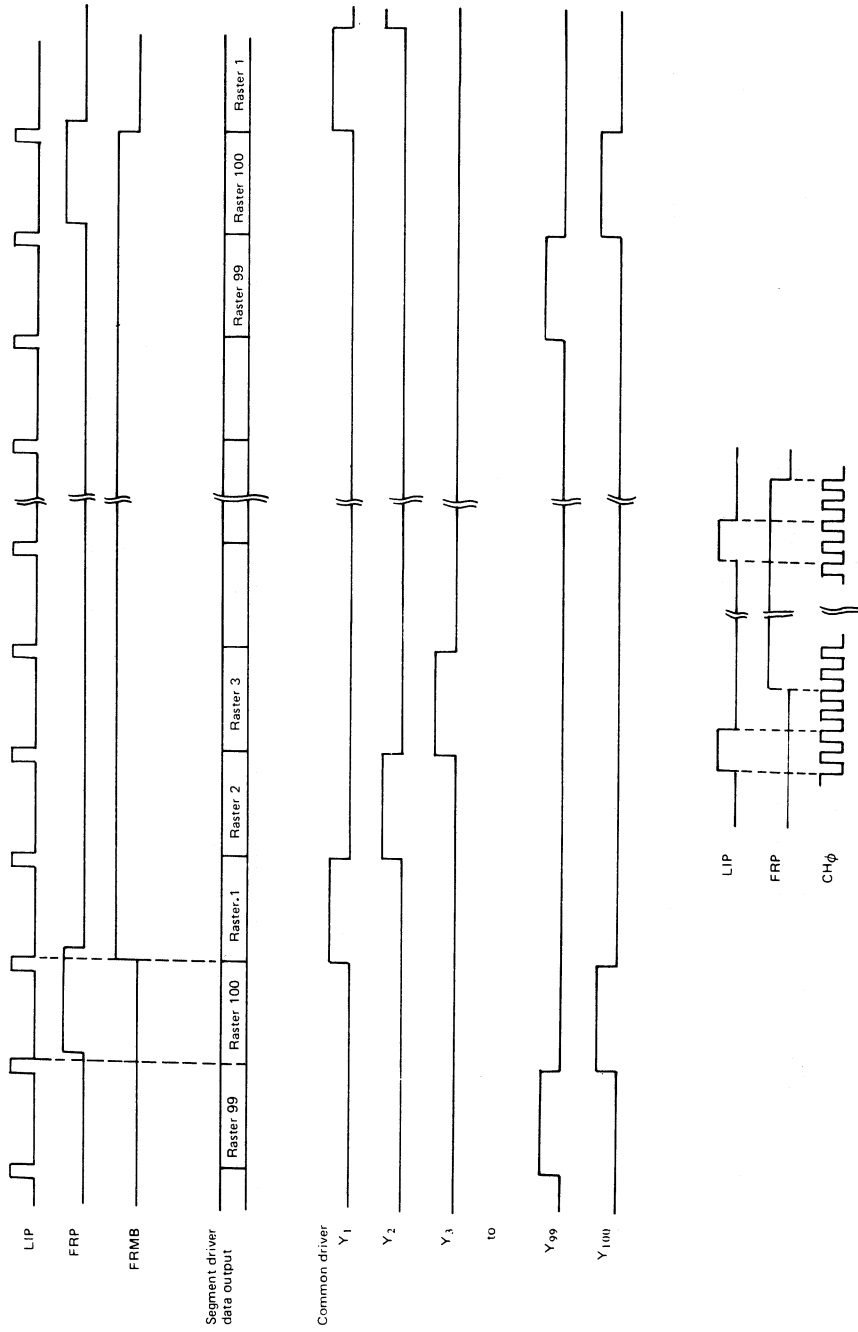 LIP
FRP
FRMB
Segment driver
data output
Raster 99
Raster 100
Raster.1
Raster 2
Raster 3
Raster 99
Raster 100
Raster 1
Common driver
Y1
Y2
Y3
to
Y99
Y100
LIP
FRP
CHϕ